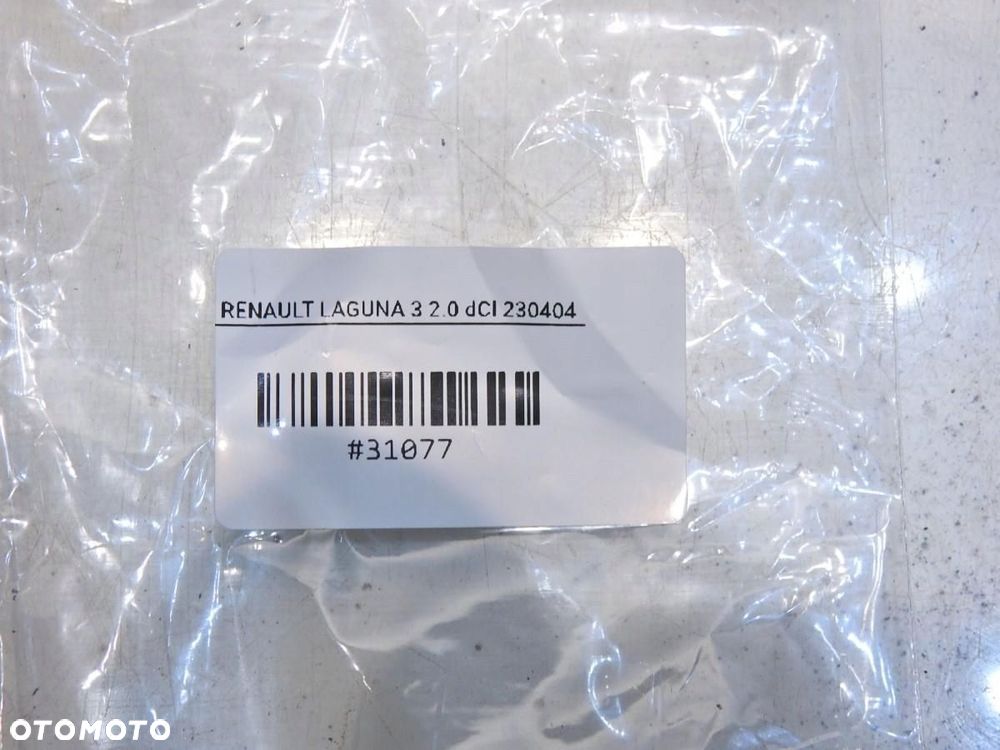 RENAULT LAGUNA 3 2.0 dCI 230404
#31077
OTOMOTO